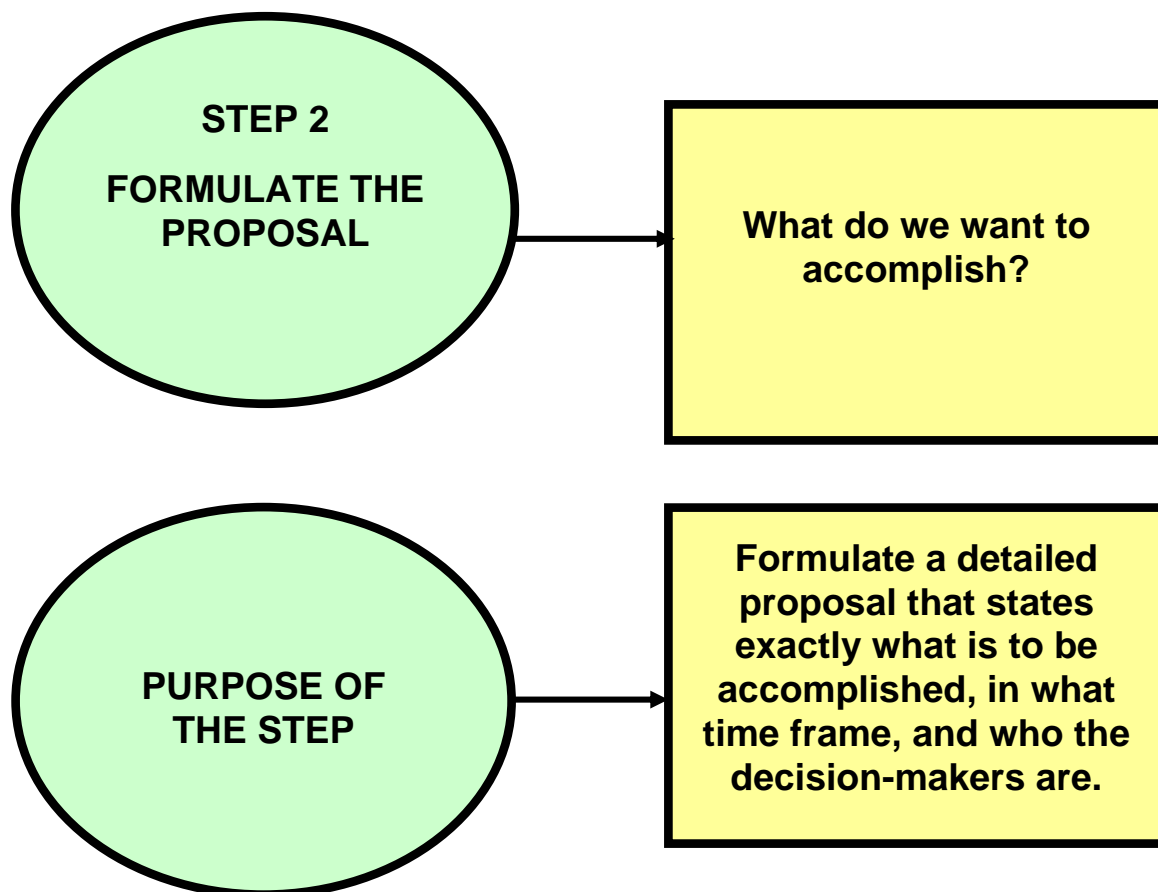 STEP 2
FORMULATE THE
PROPOSAL
What do we want to
accomplish?
PURPOSE OF
THE STEP
Formulate a detailed
proposal that states
exactly what is to be
accomplished, in what
time frame, and who the
decision-makers are.